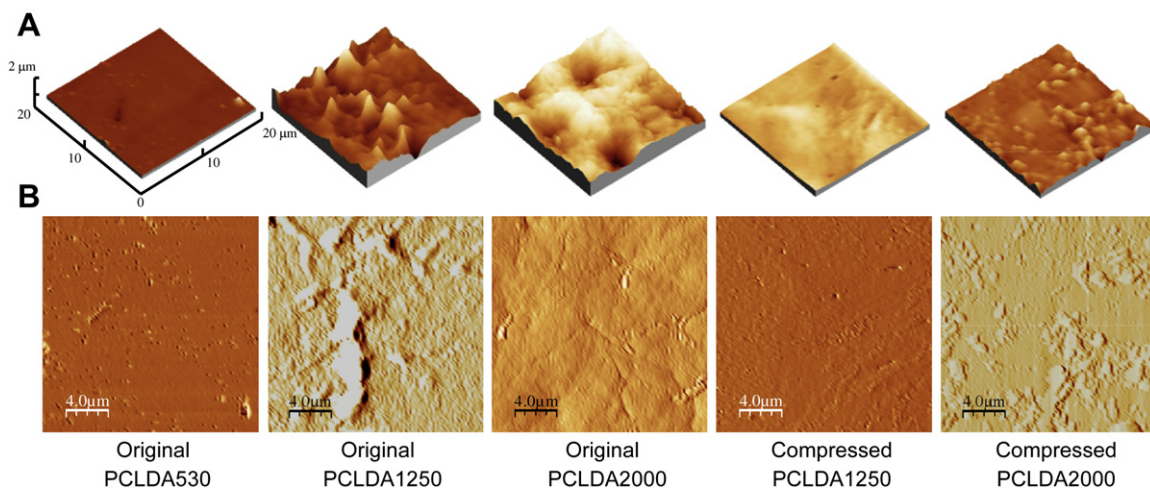 A
2 μm
20
10
0
10
20 μm
B
4.0μm
4.0μm
4.0μm
4.0μm
4.0μm
Original
PCLDA530
Original
PCLDA1250
Original
PCLDA2000
Compressed
PCLDA1250
Compressed
PCLDA2000